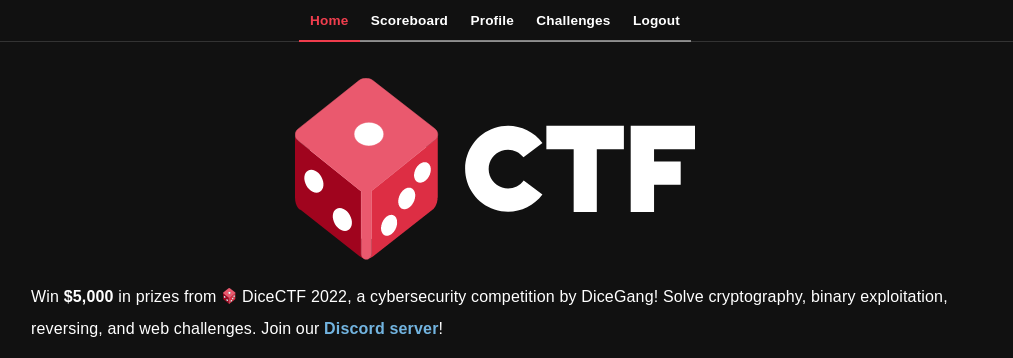 Home Scoreboard Profile Challenges Logout
CTF
Win $5,000 in prizes from DiceCTF 2022, a cybersecurity competition by DiceGang! Solve cryptography, binary exploitation,
reversing, and web challenges. Join our Discord server!